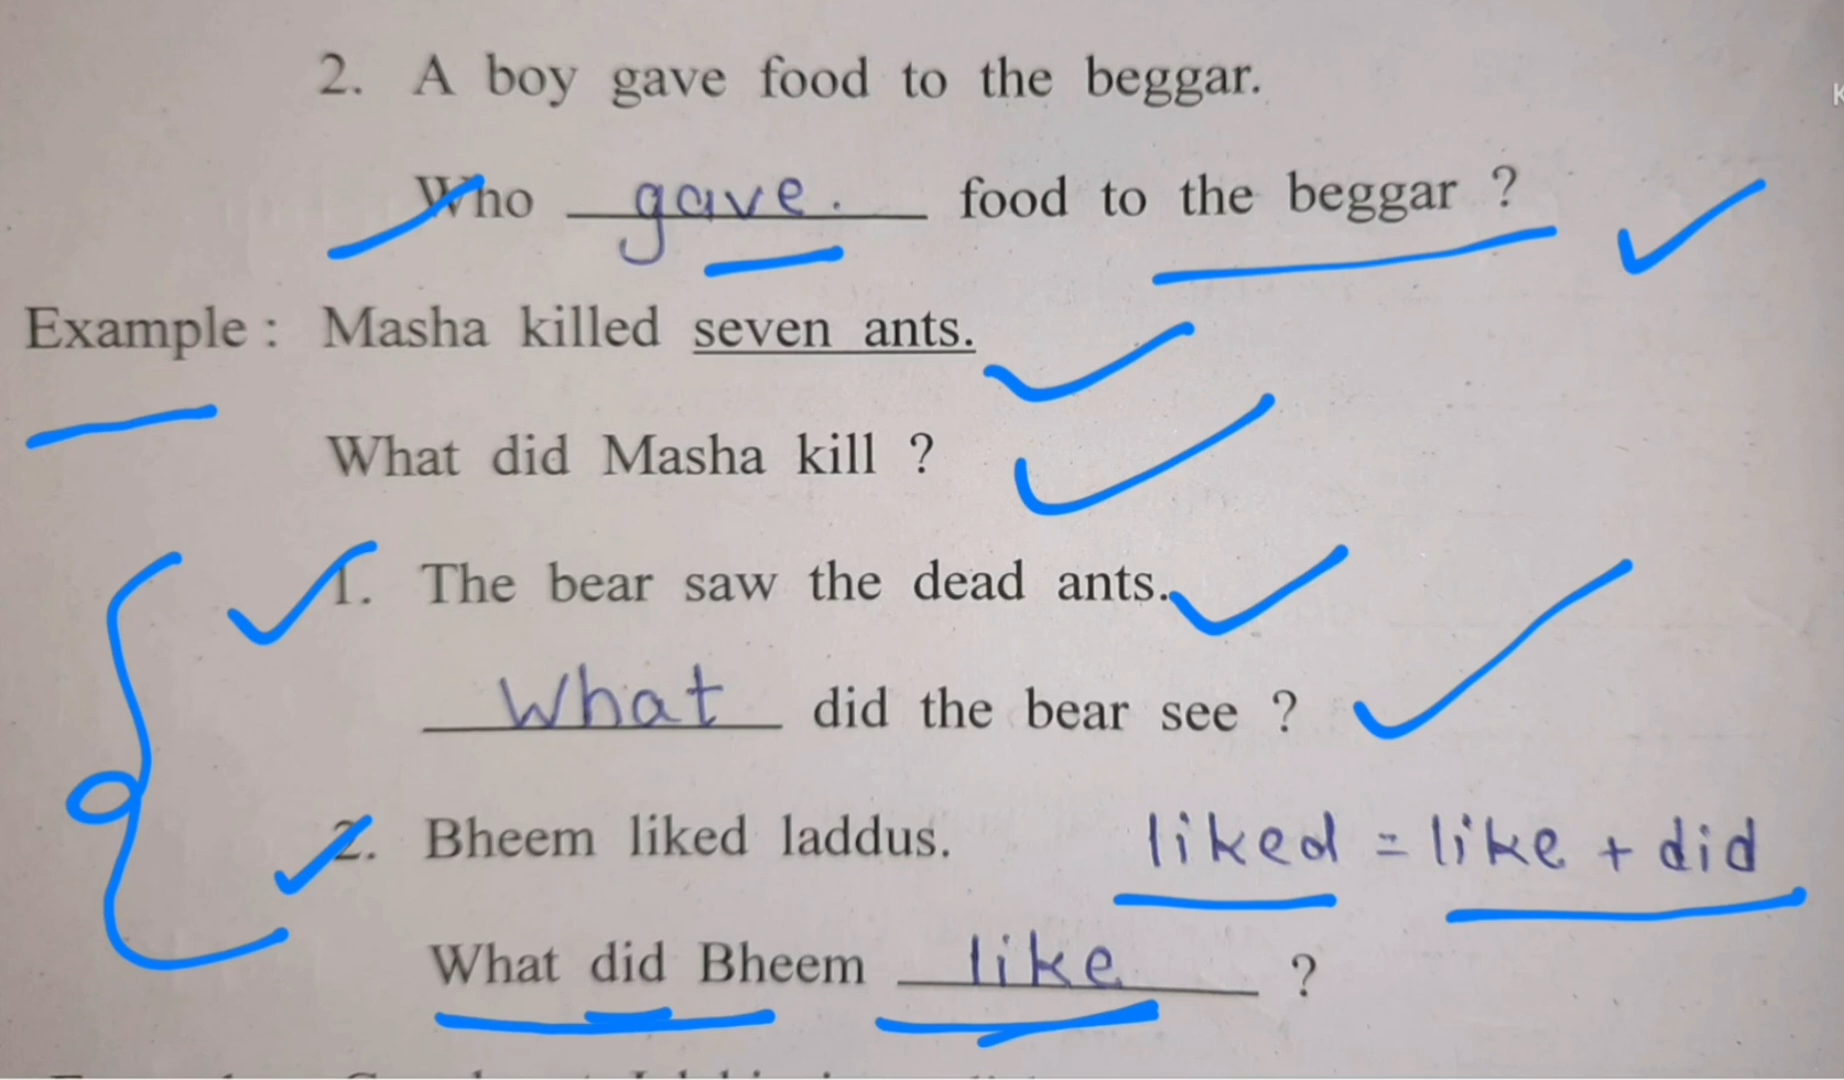 2. A boy gave food to the beggar.
Who gave. food to the beggar ?
Example : Masha killed seven ants.
What did Masha kill ?
1. The bear saw the dead ants.
What did the bear see ?
2. Bheem liked laddus. liked = like + did
What did Bheem like ?